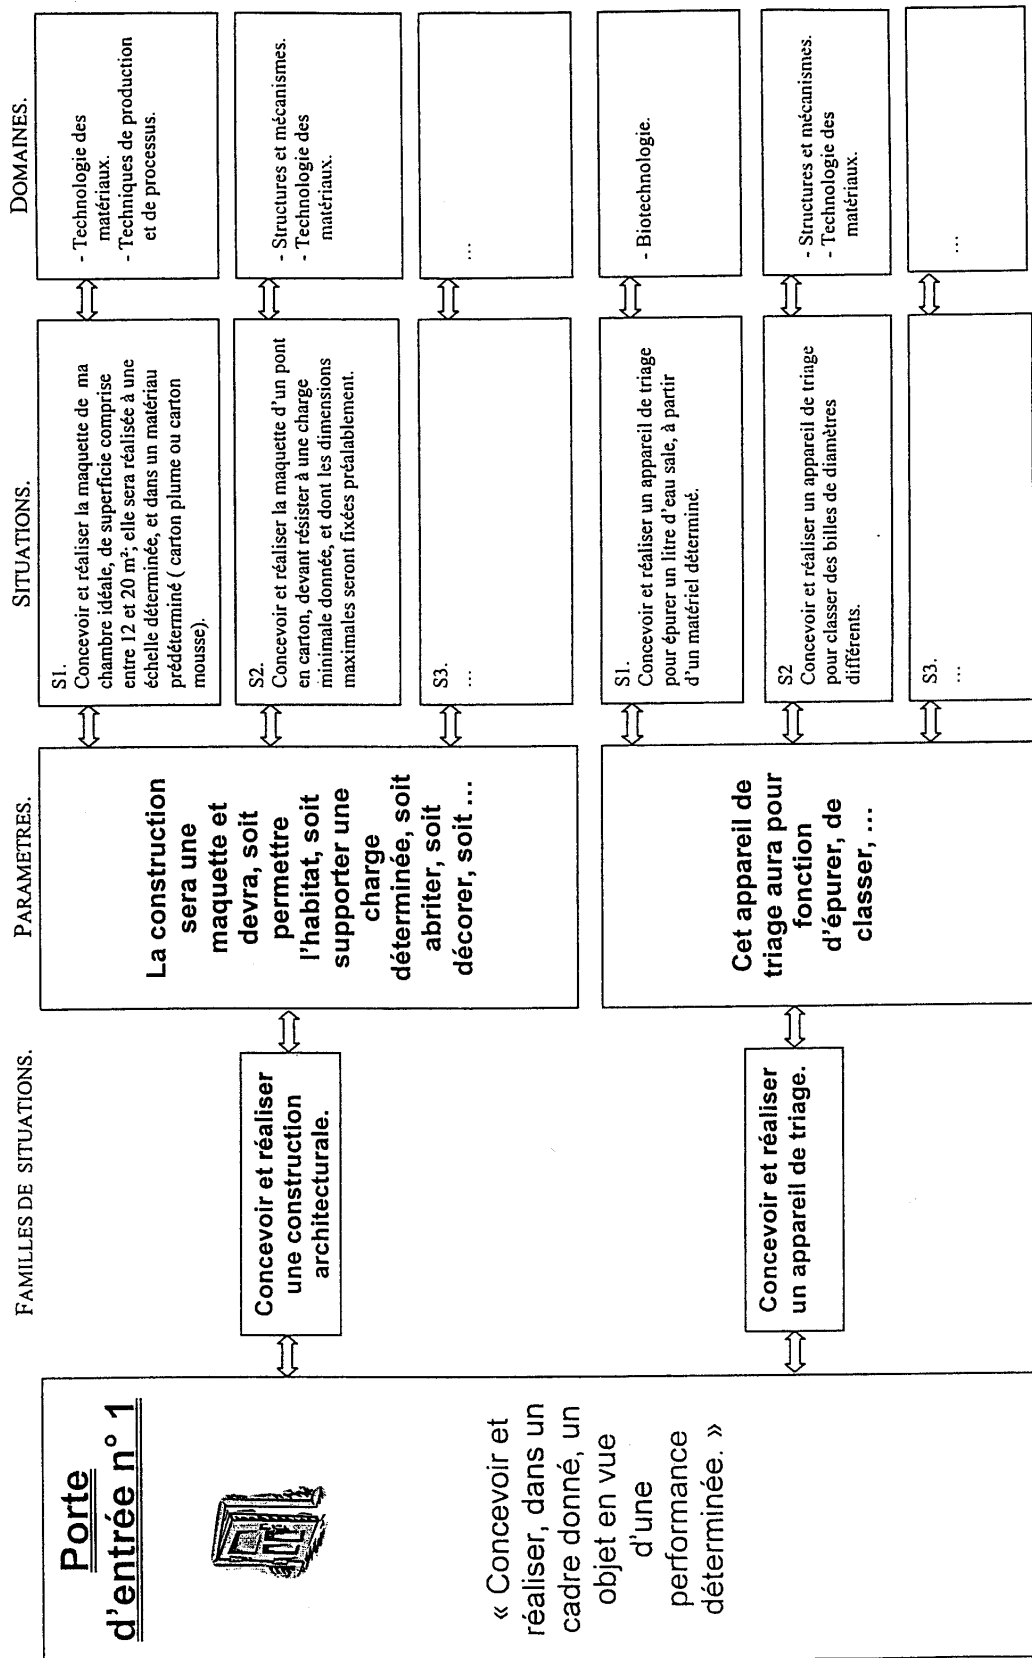 Porte
d'entrée n° 1
« Concevoir et
réaliser, dans un
cadre donné, un
objet en vue
d'une
performance
déterminée. »
FAMILLES DE SITUATIONS.
Concevoir et réaliser
une construction
architecturale.
Concevoir et réaliser
un appareil de triage.
PARAMETRES.
La construction
sera une
maquette et
devra, soit
permettre
l'habitat, soit
supporter une
charge
déterminée, soit
abriter, soit
décorer, soit ...
Cet appareil de
triage aura pour
fonction
d'épurer, de
classer, ...
SITUATIONS.
S1.
Concevoir et réaliser la maquette de ma
chambre idéale, de superficie comprise
entre 12 et 20 m²; elle sera réalisée à une
échelle déterminée, et dans un matériau
prédéterminé ( carton plume ou carton
mousse).
S2.
Concevoir et réaliser la maquette d'un pont
en carton, devant résister à une charge
minimale donnée, et dont les dimensions
maximales seront fixées préalablement.
S3.
...
S1.
Concevoir et réaliser un appareil de triage
pour épurer un litre d'eau sale, à partir
d'un matériel déterminé.
S2
Concevoir et réaliser un appareil de triage
pour classer des billes de diamètres
différents.
S3.
...
DOMAINES.
- Technologie des
matériaux.
- Techniques de production
et de processus.
- Structures et mécanismes.
- Technologie des
matériaux.
...
- Biotechnologie.
- Structures et mécanismes.
- Technologie des
matériaux.
...